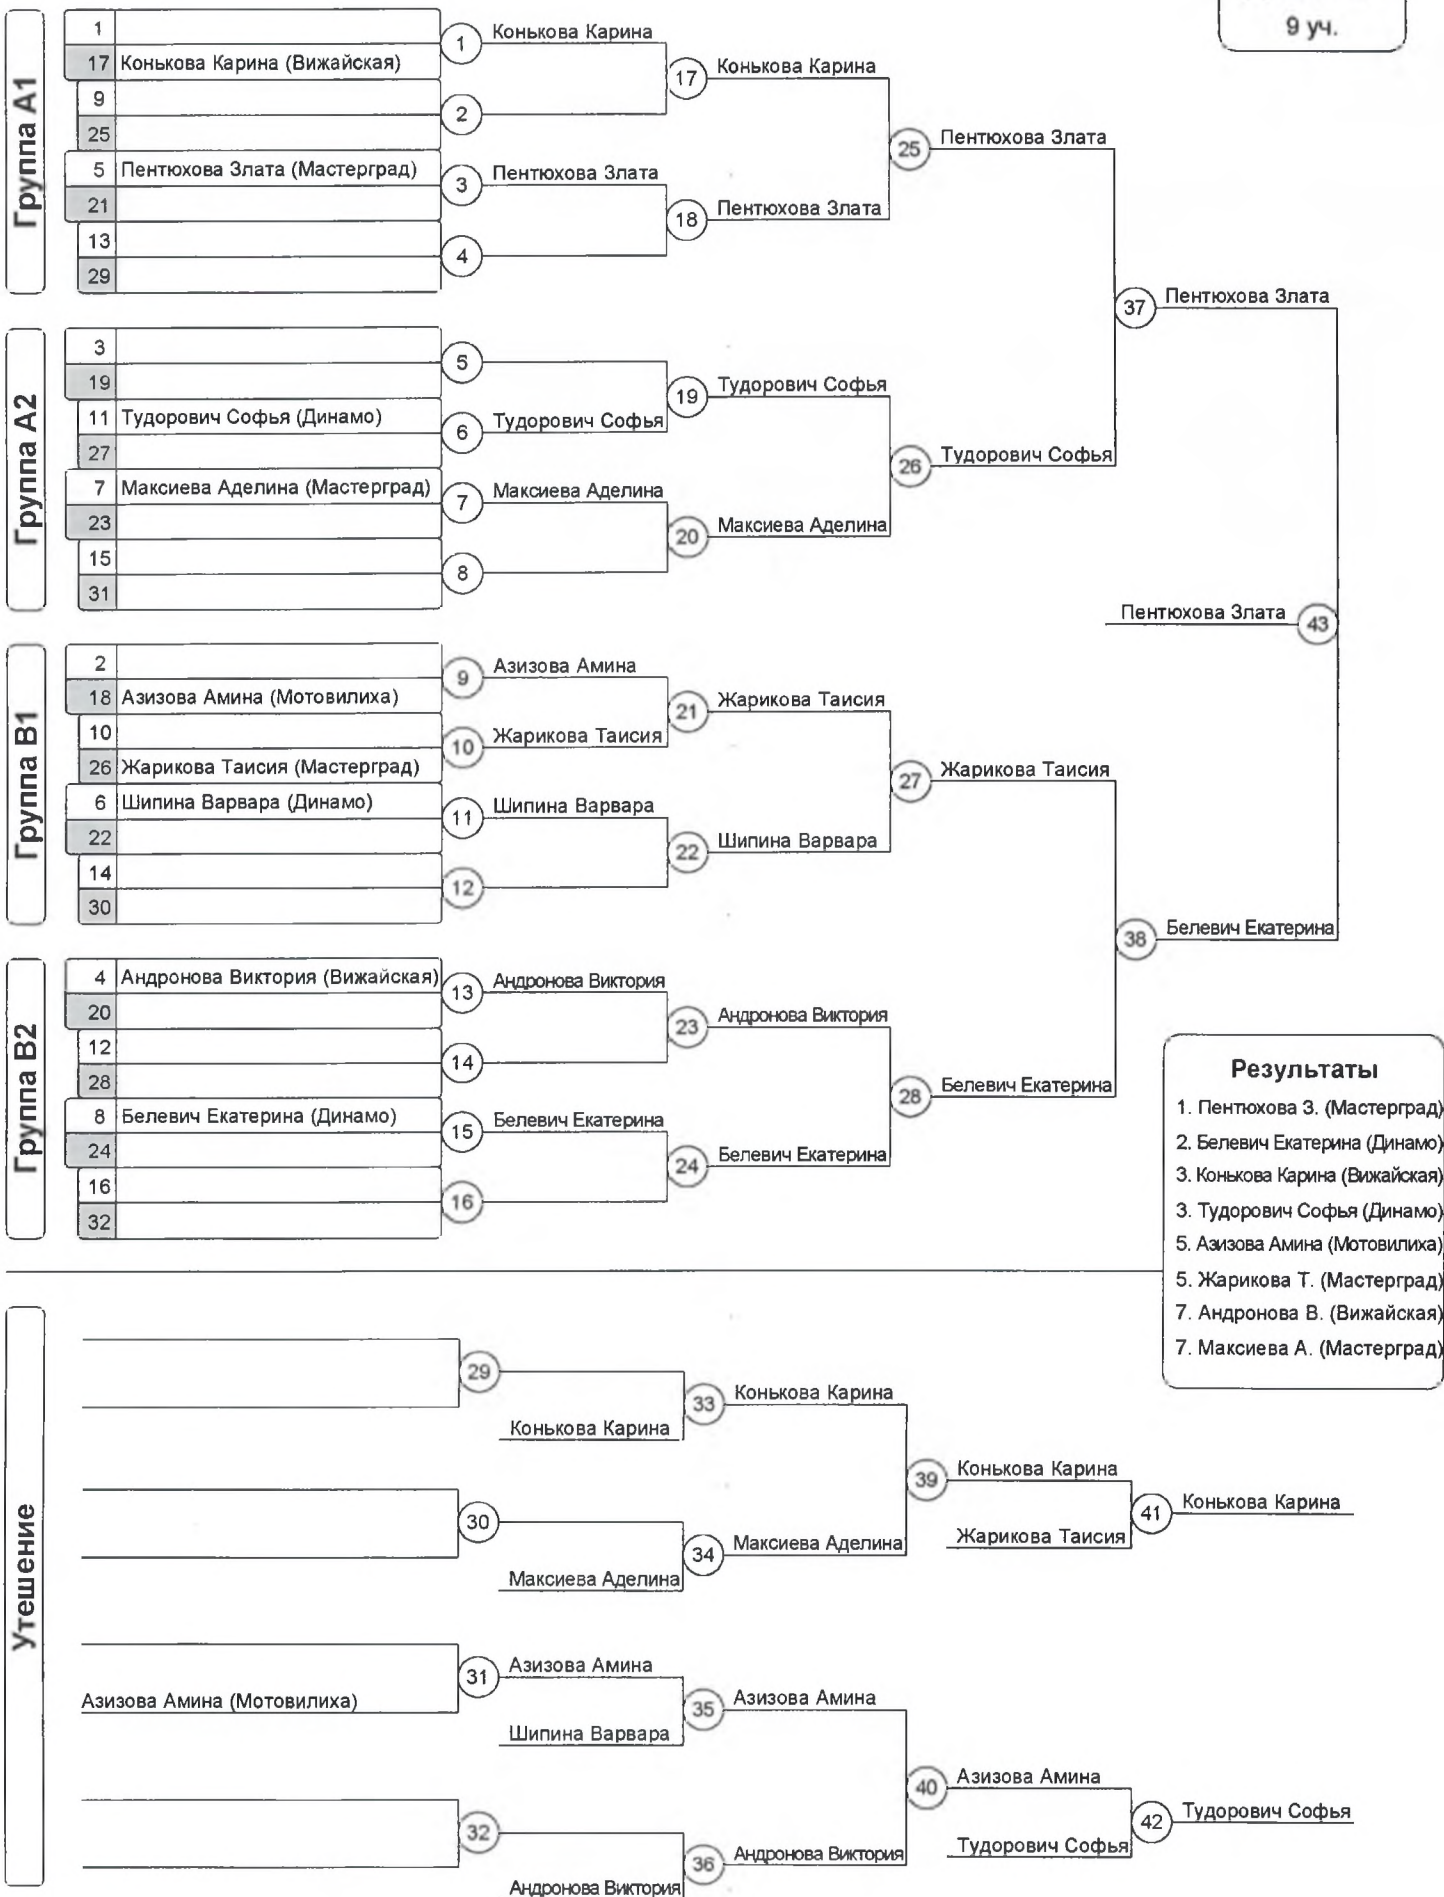 9 уч.
Группа А1
1
17 Конькова Карина (Вижайская)
9
25
5 Пентюхова Злата (Мастерград)
21
13
29
1 Конькова Карина
2
3 Пентюхова Злата
4
17 Конькова Карина
18 Пентюхова Злата
25 Пентюхова Злата
Группа А2
3
19
11 Тудорович Софья (Динамо)
27
7 Максиева Аделина (Мастерград)
23
15
31
5
6 Тудорович Софья
7 Максиева Аделина
8
19 Тудорович Софья
20 Максиева Аделина
26 Тудорович Софья
37 Пентюхова Злата
Пентюхова Злата 43
Группа В1
2
18 Азизова Амина (Мотовилиха)
10
26 Жарикова Таисия (Мастерград)
6 Шипина Варвара (Динамо)
22
14
30
9 Азизова Амина
10 Жарикова Таисия
11 Шипина Варвара
12
21 Жарикова Таисия
22 Шипина Варвара
27 Жарикова Таисия
Группа В2
4 Андронова Виктория (Вижайская)
20
12
28
8 Белевич Екатерина (Динамо)
24
16
32
13 Андронова Виктория
14
15 Белевич Екатерина
16
23 Андронова Виктория
24 Белевич Екатерина
28 Белевич Екатерина
38 Белевич Екатерина
Результаты
1. Пентюхова З. (Мастерград)
2. Белевич Екатерина (Динамо)
3. Конькова Карина (Вижайская)
3. Тудорович Софья (Динамо)
5. Азизова Амина (Мотовилиха)
5. Жарикова Т. (Мастерград)
7. Андронова В. (Вижайская)
7. Максиева А. (Мастерград)
Утешение
29
Конькова Карина
33 Конькова Карина
30
Максиева Аделина
34 Максиева Аделина
39 Конькова Карина
Жарикова Таисия
41 Конькова Карина
Азизова Амина (Мотовилиха)
31 Азизова Амина
Шипина Варвара
35 Азизова Амина
32
Андронова Виктория
36 Андронова Виктория
40 Азизова Амина
Тудорович Софья
42 Тудорович Софья